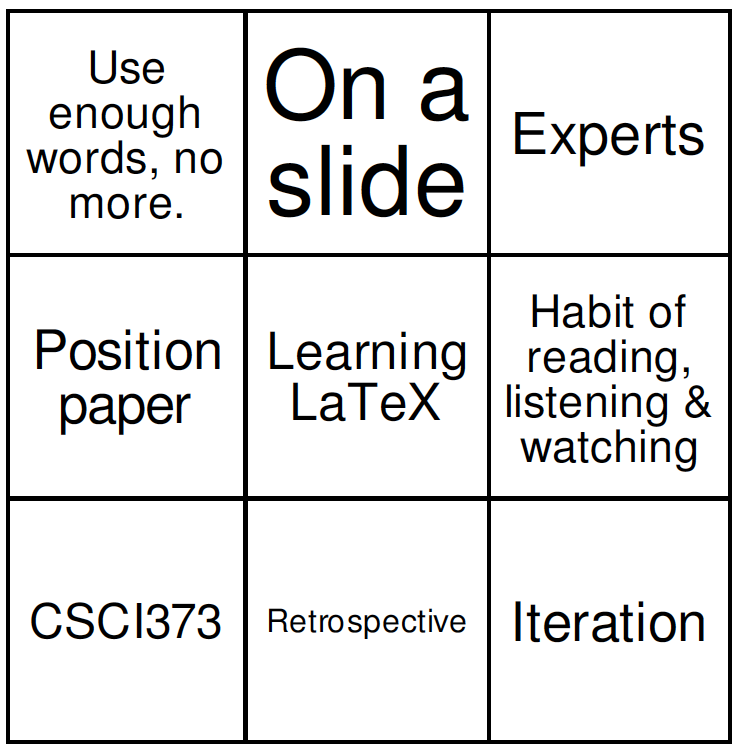 Use
enough
words, no
more.
On a
slide
Experts
Position
paper
Learning
LaTeX
Habit of
reading,
listening &
watching
CSCI373
Retrospective
Iteration